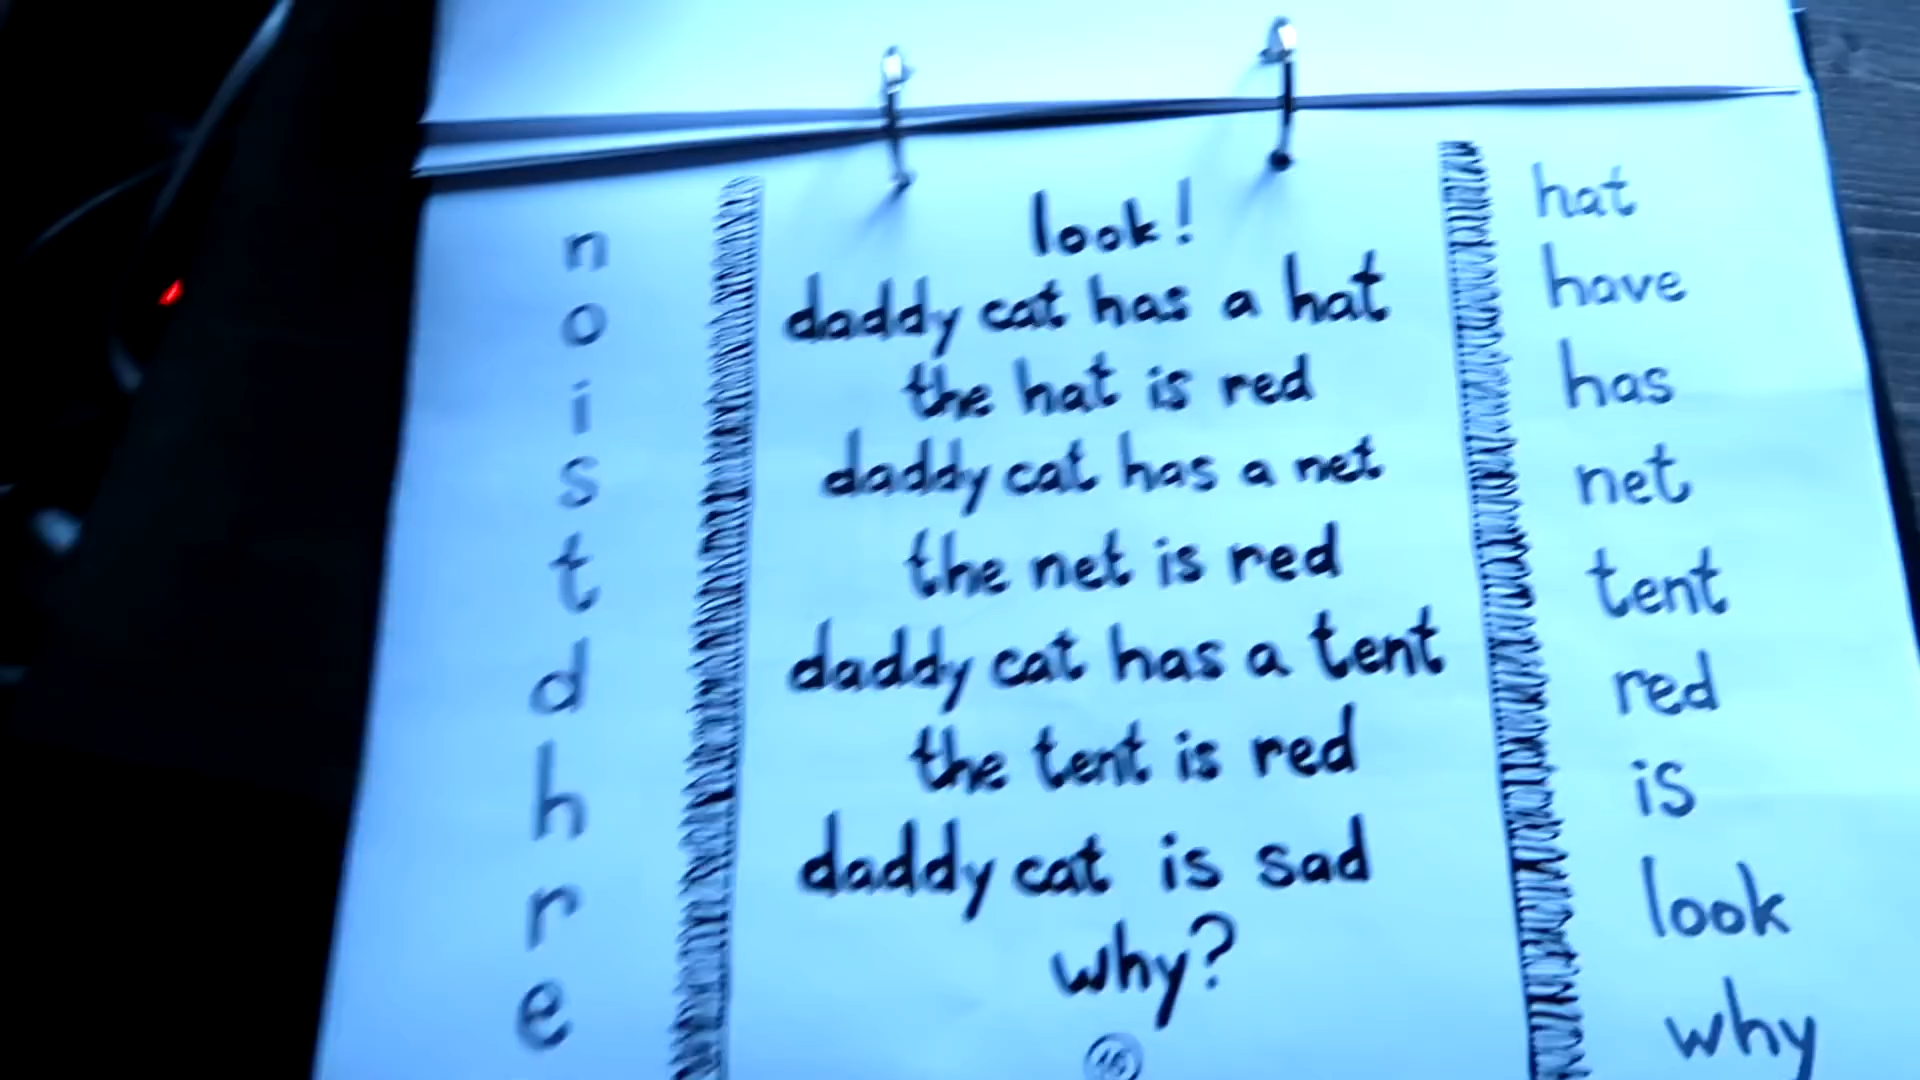 n
o
i
s
t
d
h
r
e
look!
daddy cat has a hat
the hat is red
daddy cat has a net
the net is red
daddy cat has a tent
the tent is red
daddy cat is sad
why?
hat
have
has
net
tent
red
is
look
why